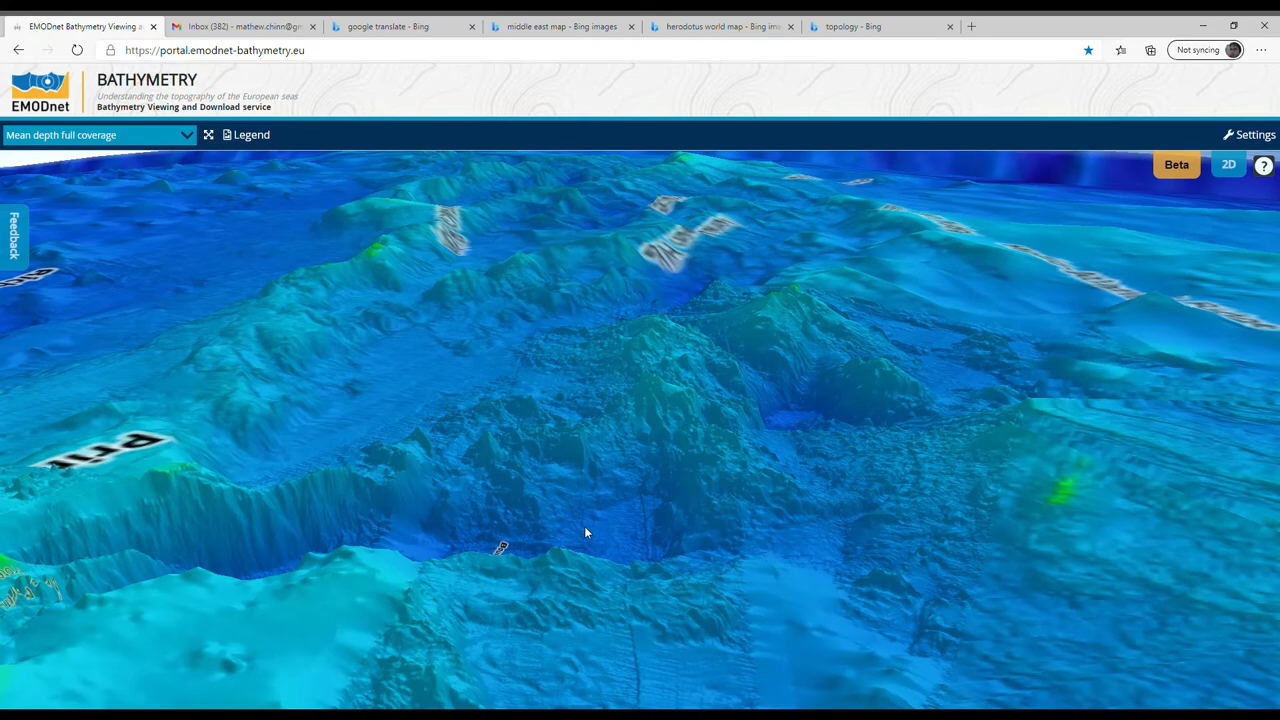 EMODnet Bathymetry Viewing a
Inbox (382) - mathew.chinn@gm
google translate - Bing
middle east map - Bing images
herodotus world map - Bing ima
topology - Bing
https://portal.emodnet-bathymetry.eu
Not syncing
EMODnet
BATHYMETRY
Understanding the topography of the European seas
Bathymetry Viewing and Download service
Mean depth full coverage
Legend
Settings
Beta
2D
?
Feedback